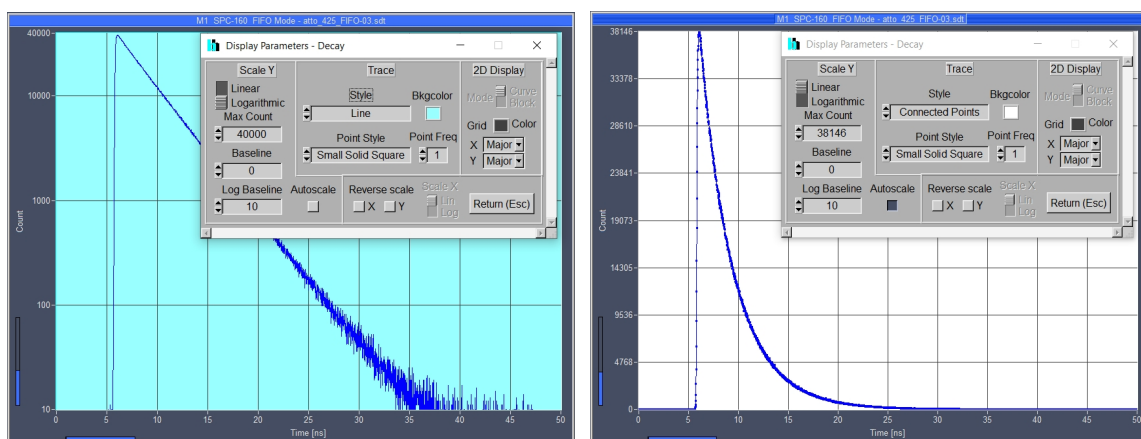 M1 SPC-160 FIFO Mode - atto_425_FIFO-03.sdt
40000
10000
1000
100
10
Count
0 5 10 15 20 25 30 35 40 45 50
Time [ns]
Display Parameters - Decay
Scale Y
Linear
Logarithmic
Max Count
40000
Baseline
0
Log Baseline
10
Autoscale
Trace
Style
Line
Bkgcolor
Point Style
Small Solid Square
Point Freq
1
2D Display
Mode Curve
Block
Grid Color
X Major
Y Major
Reverse scale
X Y
Scale X
Lin
Log
Return (Esc)
M1 SPC-160 FIFO Mode - atto_425_FIFO-03.sdt
38146
33378
28610
23841
19073
14305
9536
4768
0
Count
0 5 10 15 20 25 30 35 40 45 50
Time [ns]
Display Parameters - Decay
Scale Y
Linear
Logarithmic
Max Count
38146
Baseline
0
Log Baseline
10
Autoscale
Trace
Style
Connected Points
Bkgcolor
Point Style
Small Solid Square
Point Freq
1
2D Display
Mode Curve
Block
Grid Color
X Major
Y Major
Reverse scale
X Y
Scale X
Lin
Log
Return (Esc)